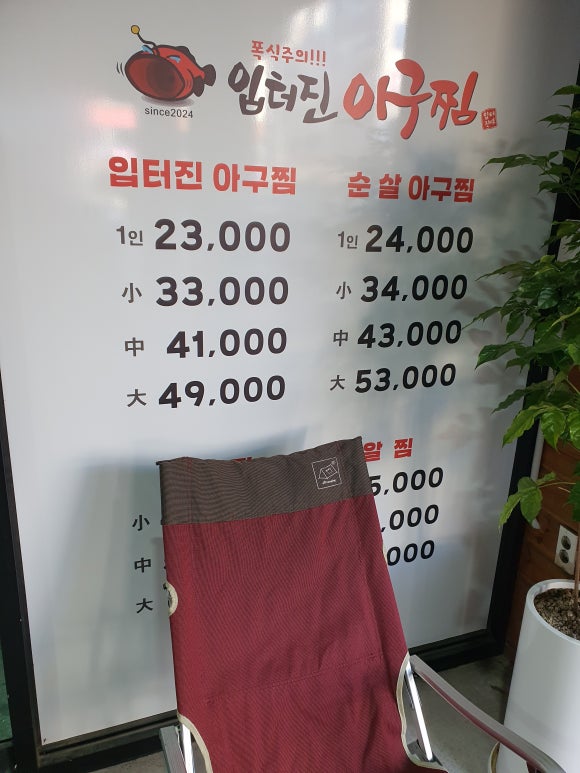 폭식주의!!!
입터진 아구찜
since2024
입터진 아구찜
1인 23,000
小 33,000
中 41,000
大 49,000
순살 아구찜
1인 24,000
小 34,000
中 43,000
大 53,000
小
中
大
알 찜
5,000
,000
,000